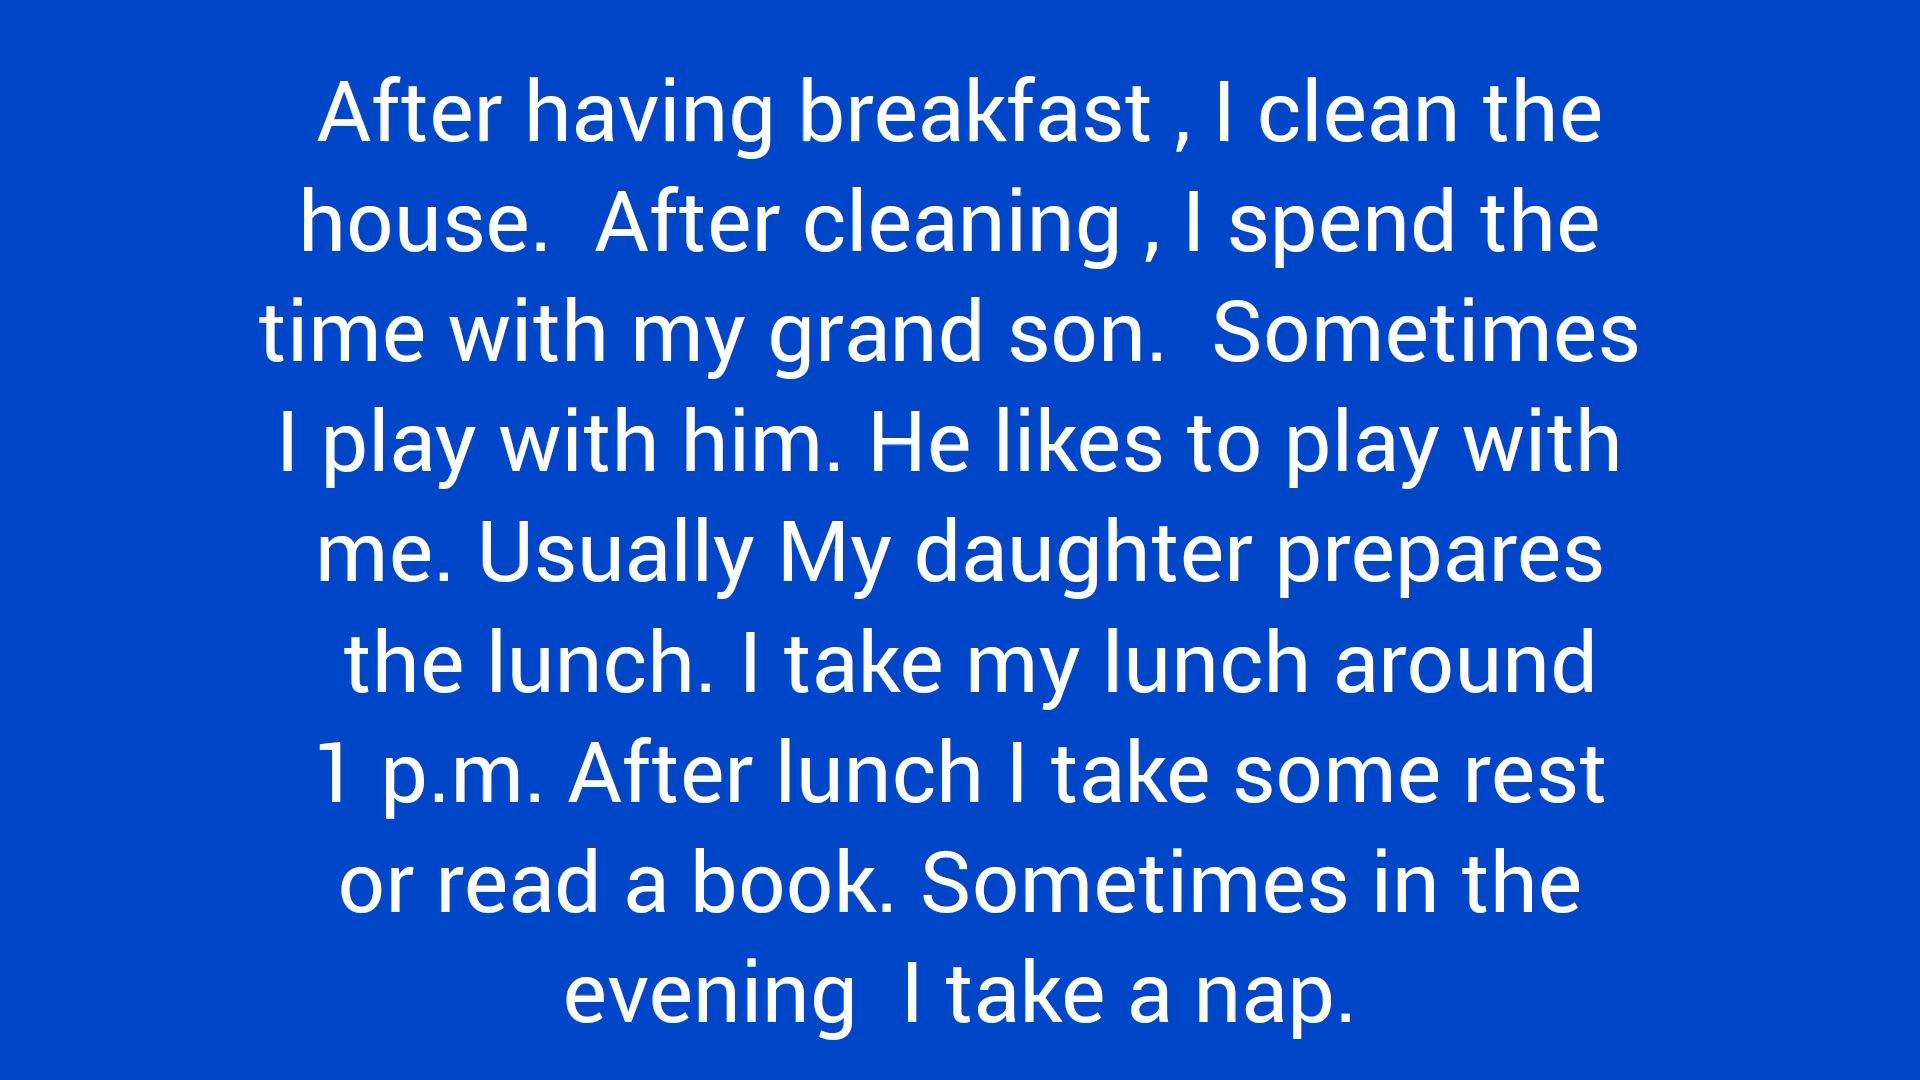 After having breakfast , I clean the
house.  After cleaning , I spend the
time with my grand son.  Sometimes
I play with him. He likes to play with
me. Usually My daughter prepares
the lunch. I take my lunch around
1 p.m. After lunch I take some rest
or read a book. Sometimes in the
evening  I take a nap.